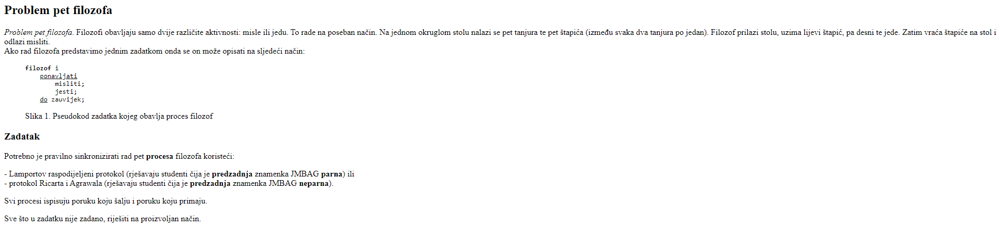 Problem pet filozofa
Problem pet filozofa. Filozofi obavljaju samo dvije različite aktivnosti: misle ili jedu. To rade na poseban način. Na jednom okruglom stolu nalazi se pet tanjura te pet štapića (između svaka dva tanjura po jedan). Filozof prilazi stolu, uzima lijevi štapić, pa desni te jede. Zatim vraća štapiće na stol i
odlazi misliti.
Ako rad filozofa predstavimo jednim zadatkom onda se on može opisati na sljedeći način:
filozof i
    ponavljati
        misliti;
        jesti;
    do zauvijek;
Slika 1. Pseudokod zadatka kojeg obavlja proces filozof
Zadatak
Potrebno je pravilno sinkronizirati rad pet procesa filozofa koristeći:
- Lamportov raspodijeljeni protokol (rješavaju studenti čija je predzadnja znamenka JMBAG parna) ili
- protokol Ricarta i Agrawala (rješavaju studenti čija je predzadnja znamenka JMBAG neparna).
Svi procesi ispisuju poruku koju šalju i poruku koju primaju.
Sve što u zadatku nije zadano, riješiti na proizvoljan način.